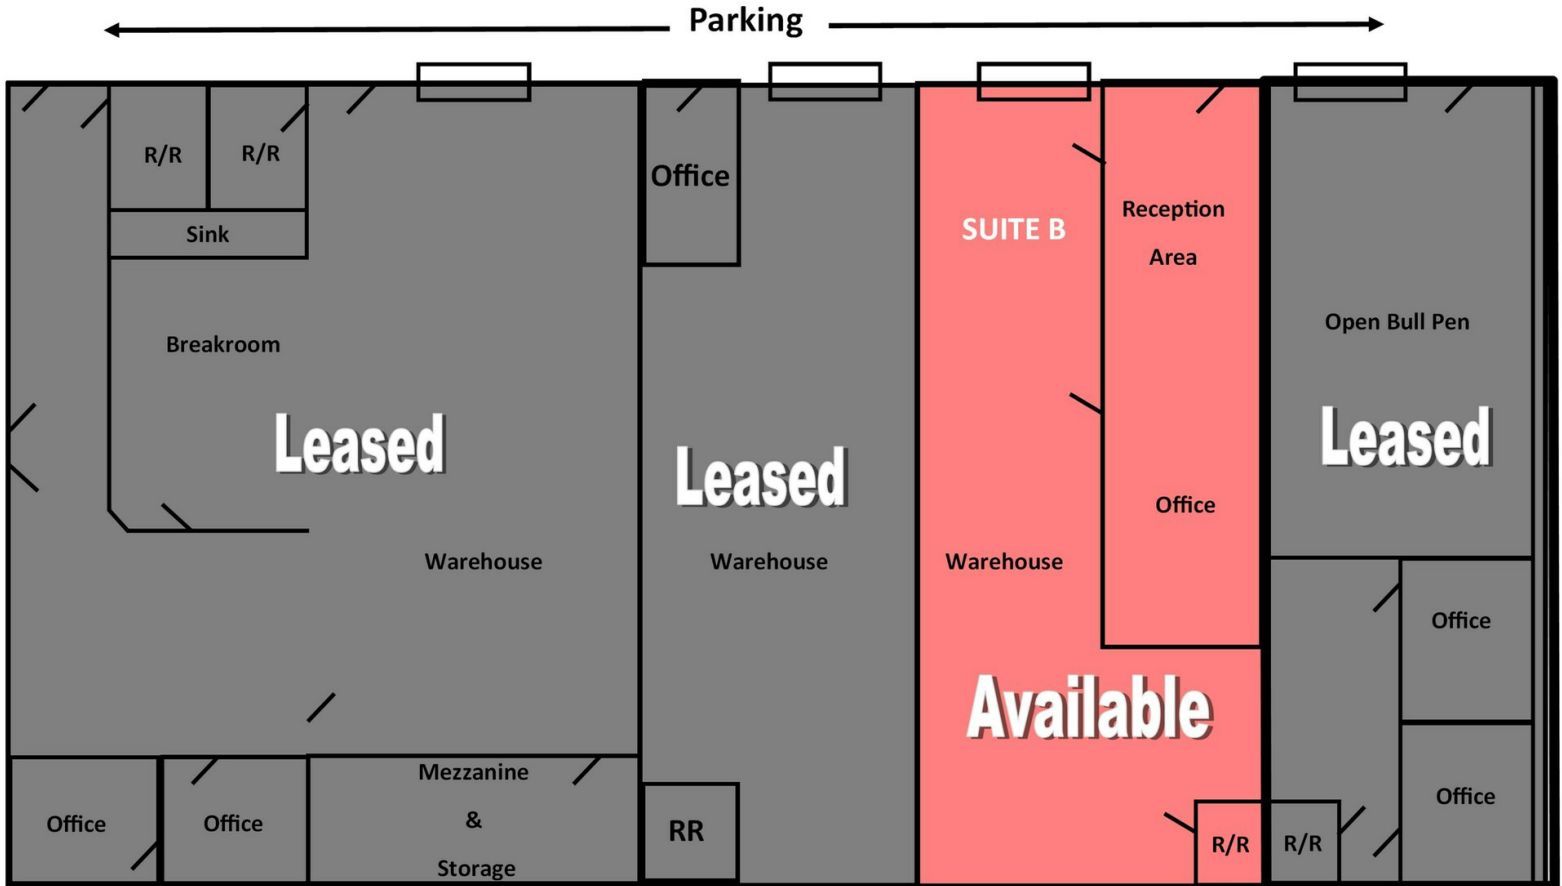 Parking
R/R
R/R
Sink
Breakroom
Leased
Warehouse
Office
Office
Mezzanine
&
Storage
Office
Leased
Warehouse
RR
SUITE B
Reception
Area
Office
Warehouse
Available
R/R
Open Bull Pen
Leased
Office
Office
R/R